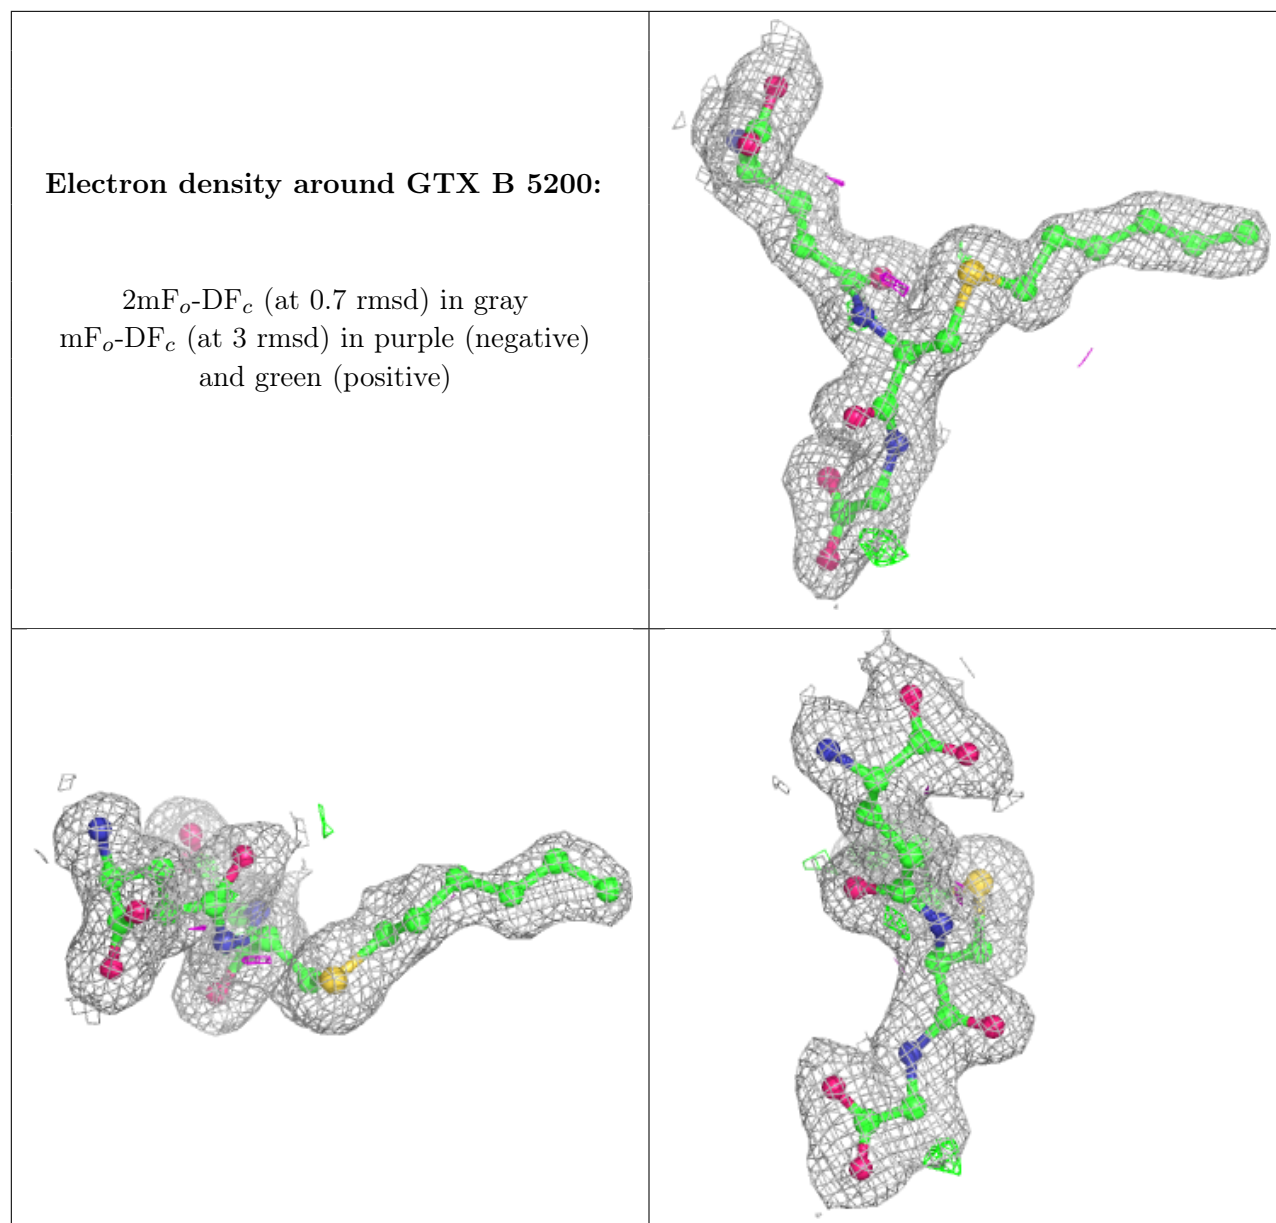 Electron density around GTX B 5200:
2mFo-DFc (at 0.7 rmsd) in gray
mFo-DFc (at 3 rmsd) in purple (negative)
and green (positive)